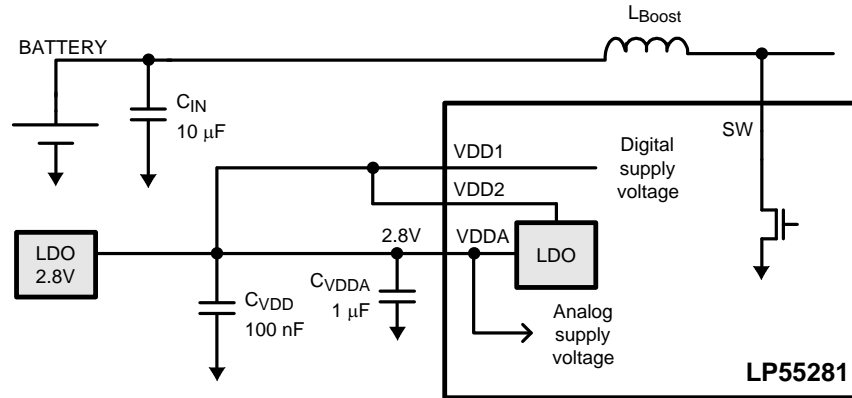 L_Boost
BATTERY
C_IN
10 μF
SW
VDD1
Digital
supply
voltage
VDD2
LDO
2.8V
2.8V
VDDA
LDO
C_VDD
100 nF
C_VDDA
1 μF
Analog
supply
voltage
LP55281